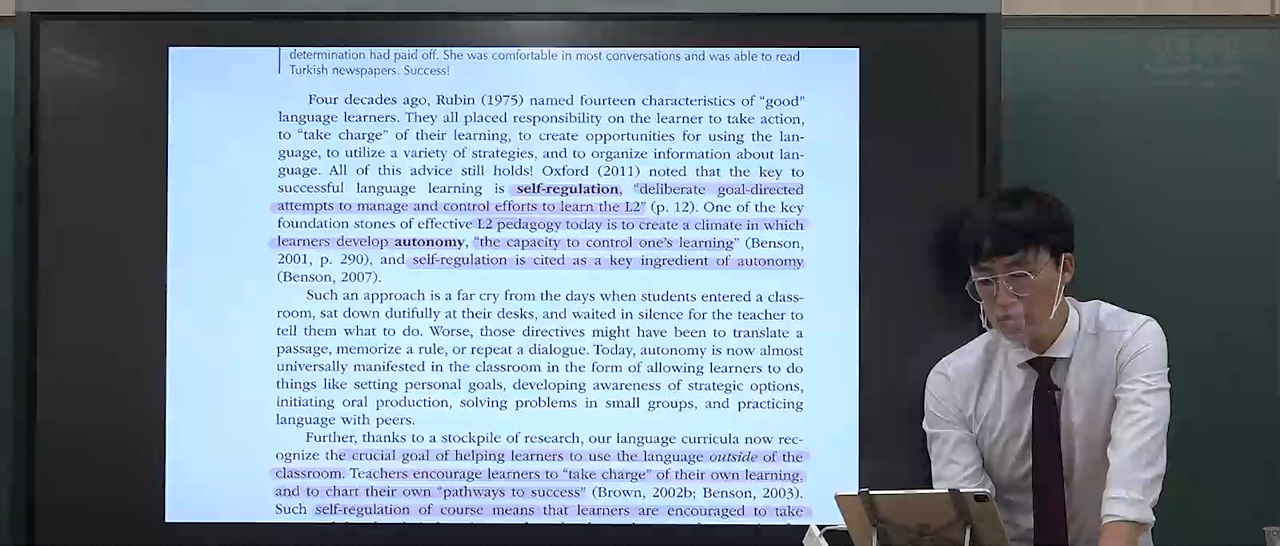 determination had paid off. She was comfortable in most conversations and was able to read
Turkish newspapers. Success!
Four decades ago, Rubin (1975) named fourteen characteristics of “good”
language learners. They all placed responsibility on the learner to take action,
to “take charge” of their learning, to create opportunities for using the lan-
guage, to utilize a variety of strategies, and to organize information about lan-
guage. All of this advice still holds! Oxford (2011) noted that the key to
successful language learning is self-regulation, “deliberate goal-directed
attempts to manage and control efforts to learn the L2” (p. 12). One of the key
foundation stones of effective L2 pedagogy today is to create a climate in which
learners develop autonomy, “the capacity to control one’s learning” (Benson,
2001, p. 290), and self-regulation is cited as a key ingredient of autonomy
(Benson, 2007).
Such an approach is a far cry from the days when students entered a class-
room, sat down dutifully at their desks, and waited in silence for the teacher to
tell them what to do. Worse, those directives might have been to translate a
passage, memorize a rule, or repeat a dialogue. Today, autonomy is now almost
universally manifested in the classroom in the form of allowing learners to do
things like setting personal goals, developing awareness of strategic options,
initiating oral production, solving problems in small groups, and practicing
language with peers.
Further, thanks to a stockpile of research, our language curricula now rec-
ognize the crucial goal of helping learners to use the language outside of the
classroom. Teachers encourage learners to “take charge” of their own learning,
and to chart their own “pathways to success” (Brown, 2002b; Benson, 2003).
Such self-regulation of course means that learners are encouraged to take